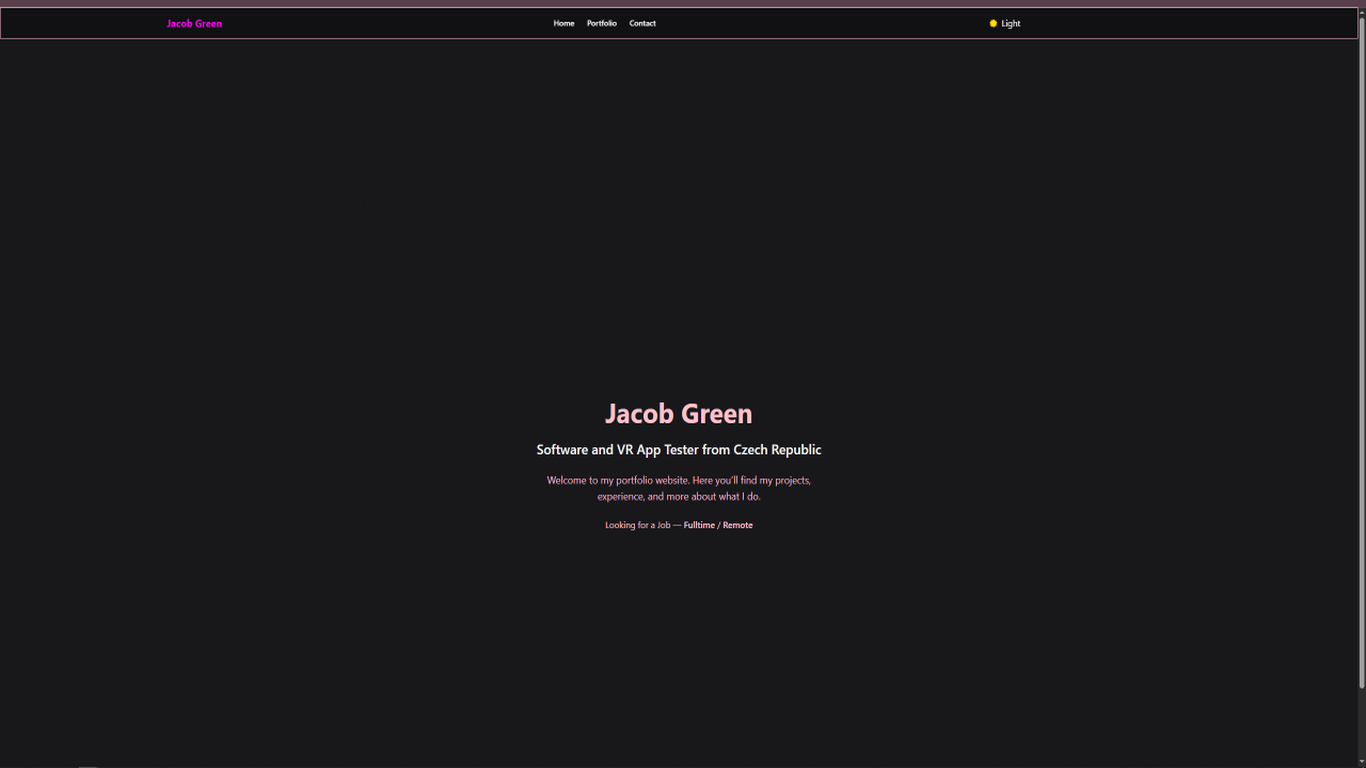 Jacob Green
Home Portfolio Contact
Light
Jacob Green
Software and VR App Tester from Czech Republic
Welcome to my portfolio website. Here you'll find my projects,
experience, and more about what I do.
Looking for a Job — Fulltime / Remote